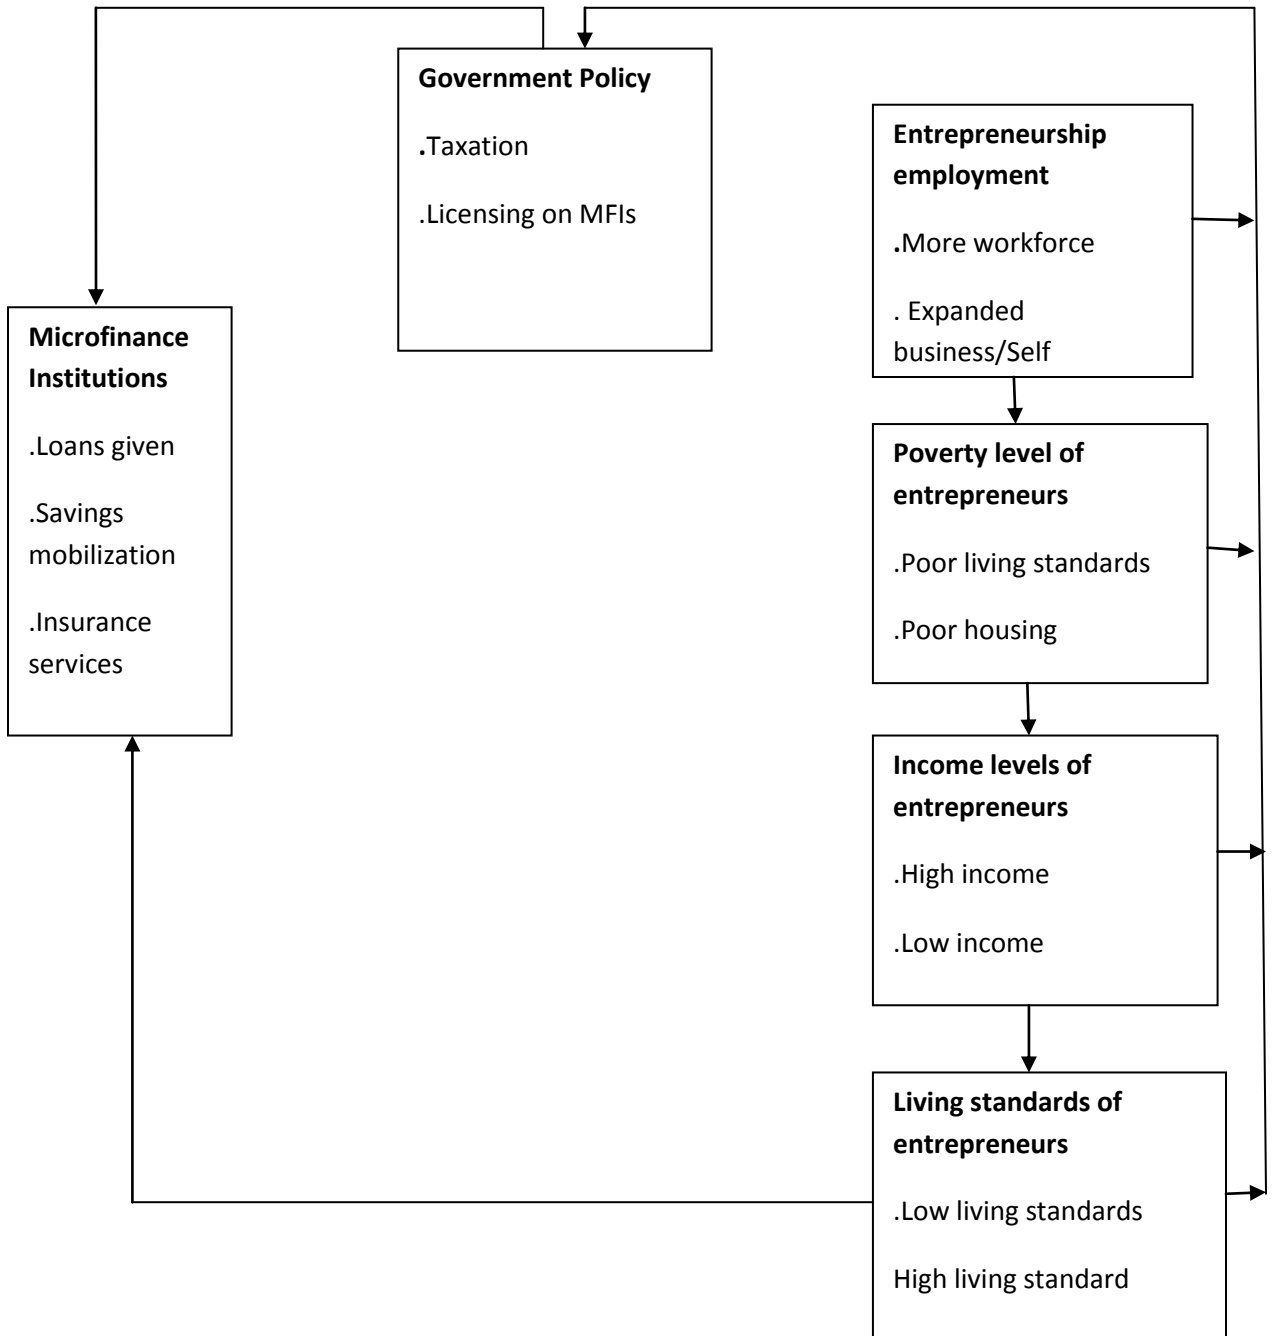 Government Policy
.Taxation
.Licensing on MFIs
Entrepreneurship
employment
.More workforce
. Expanded
business/Self
Microfinance
Institutions
.Loans given
.Savings
mobilization
.Insurance
services
Poverty level of
entrepreneurs
.Poor living standards
.Poor housing
Income levels of
entrepreneurs
.High income
.Low income
Living standards of
entrepreneurs
.Low living standards
High living standard